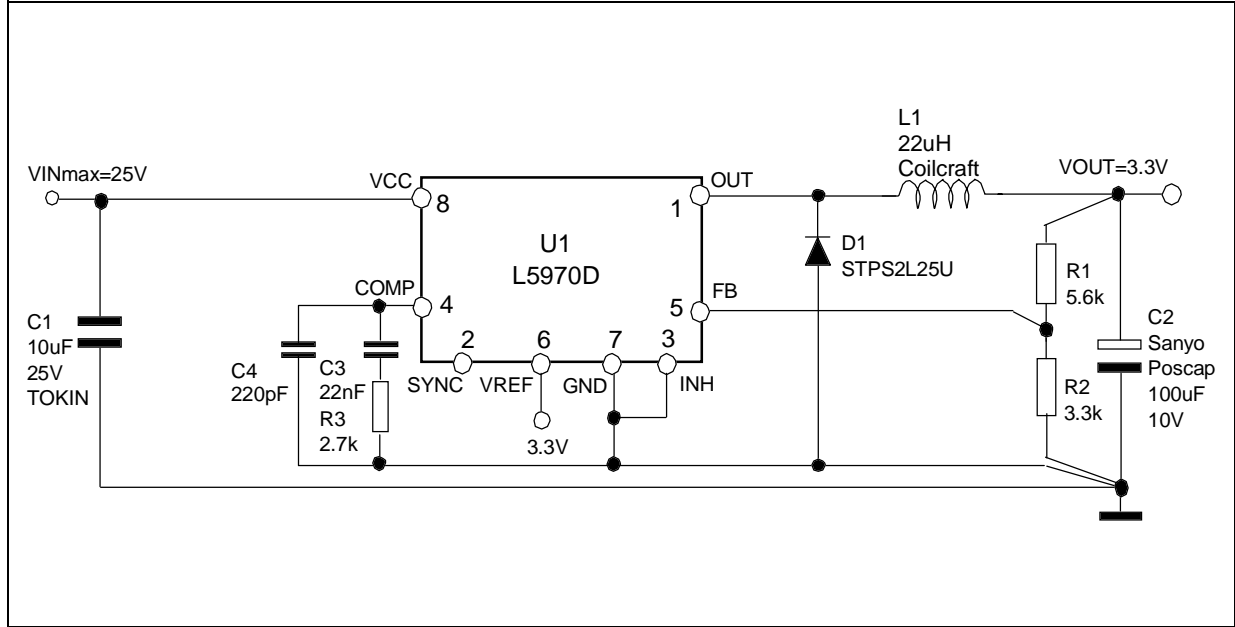 VINmax=25V
VCC
8
U1
L5970D
OUT
1
L1
22uH
Coilcraft
VOUT=3.3V
D1
STPS2L25U
COMP
4
FB
5
R1
5.6k
C1
10uF
25V
TOKIN
C4
220pF
C3
22nF
R3
2.7k
2
SYNC
6
VREF
3.3V
7
GND
3
INH
R2
3.3k
C2
Sanyo
Poscap
100uF
10V